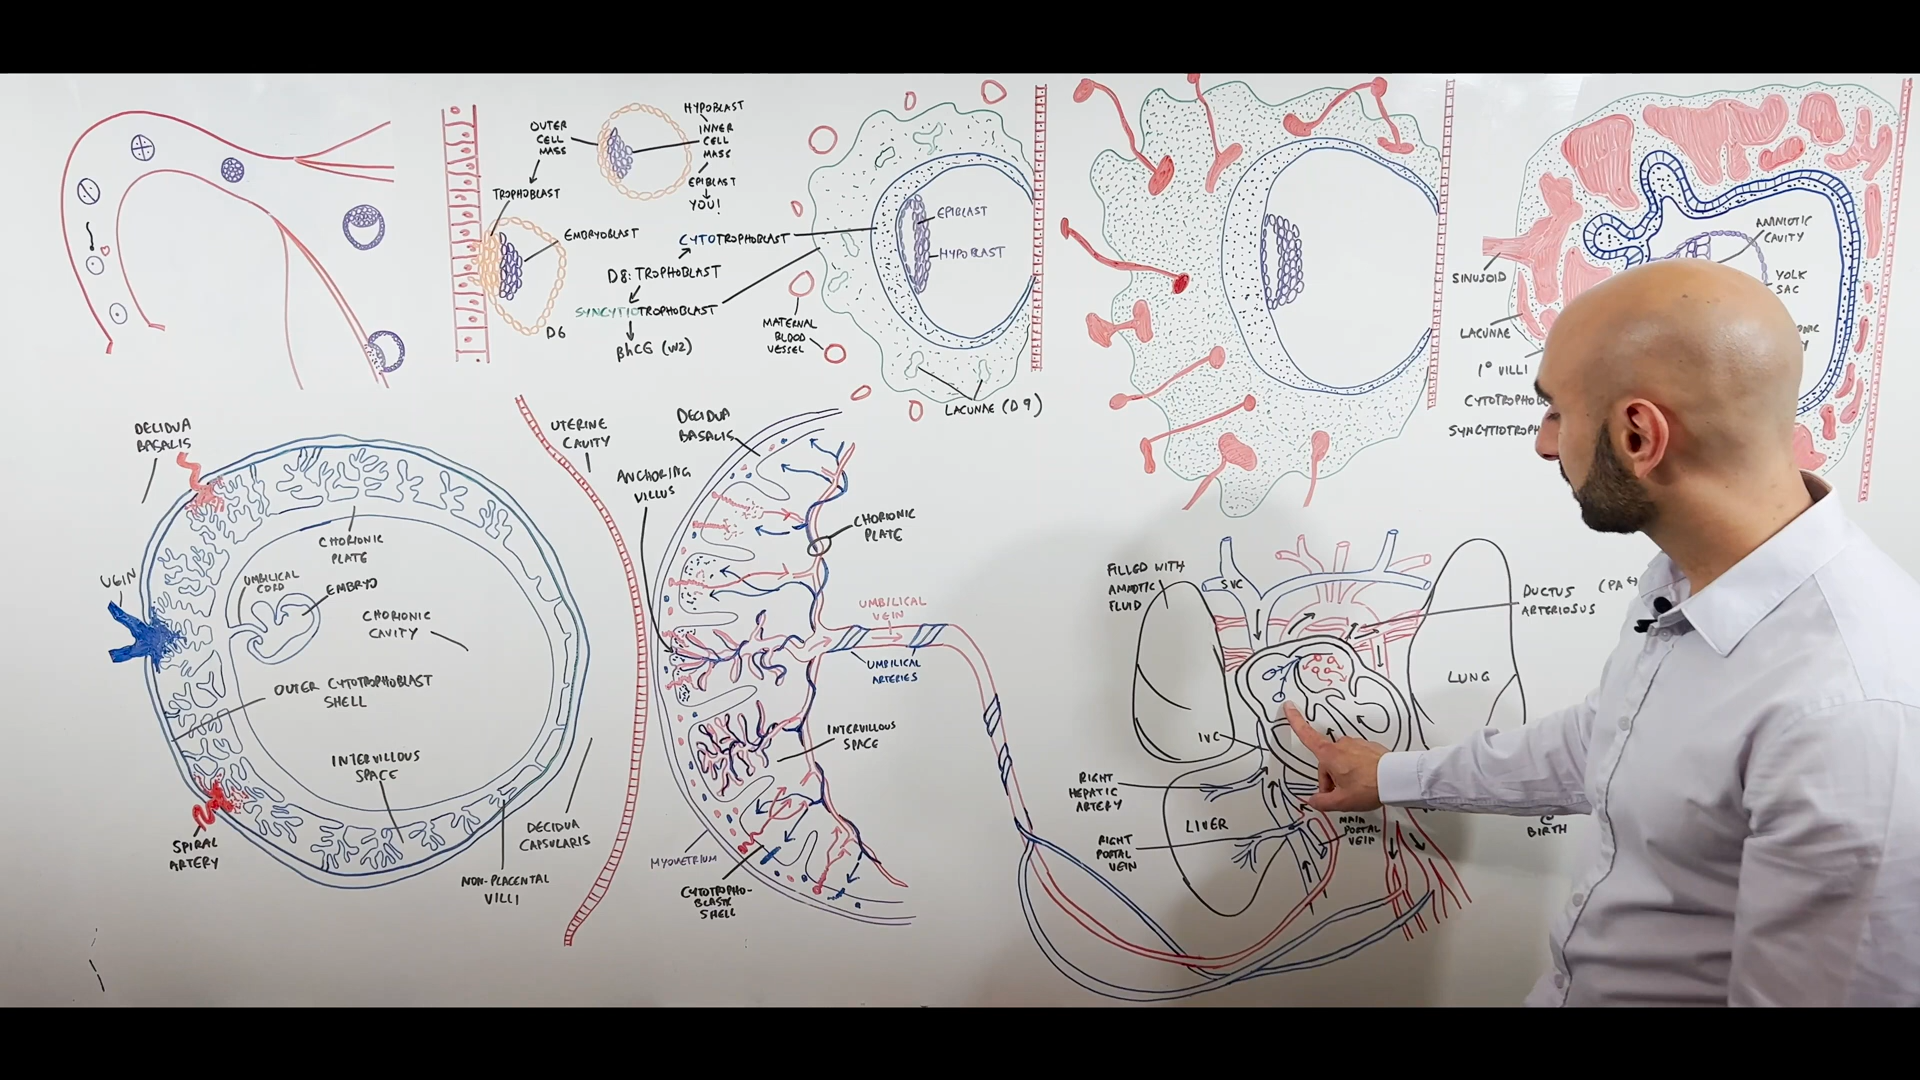 OUTER
CELL
MASS
TROPHOBLAST
HYPOBLAST
INNER
CELL
MASS
EPIBLAST
YOU!
EMBRYOBLAST
D6
CYTOTROPHOBLAST
D8: TROPHOBLAST
SYNCYTIOTROPHOBLAST
βhCG (W2)
EPIBLAST
HYPOBLAST
MATERNAL
BLOOD
VESSEL
LACUNAE (D9)
AMNIOTIC
CAVITY
YOLK
SAC
SINUSOID
LACUNAE
1° VILLI
DECIDUA
BASALIS
VEIN
CHORIONIC
PLATE
UMBILICAL
CORD
EMBRYO
CHORIONIC
CAVITY
OUTER CYTOTROPHOBLAST
SHELL
INTERVILLOUS
SPACE
SPIRAL
ARTERY
NON-PLACENTAL
VILLI
DECIDUA
CAPSULARIS
UTERINE
CAVITY
DECIDUA
BASALIS
ANCHORING
VILLUS
CHORIONIC
PLATE
UMBILICAL
VEIN
UMBILICAL
ARTERIES
INTERVILLOUS
SPACE
MYOMETRIUM
CYTOTROPHO-
BLASTIC
SHELL
FILLED WITH
AMNIOTIC
FLUID
SVC
DUCTUS
ARTERIOSUS
(PA↔
LUNG
IVC
RIGHT
HEPATIC
ARTERY
LIVER
RIGHT
PORTAL
VEIN
MAIN
PORTAL
VEIN
@
BIRTH